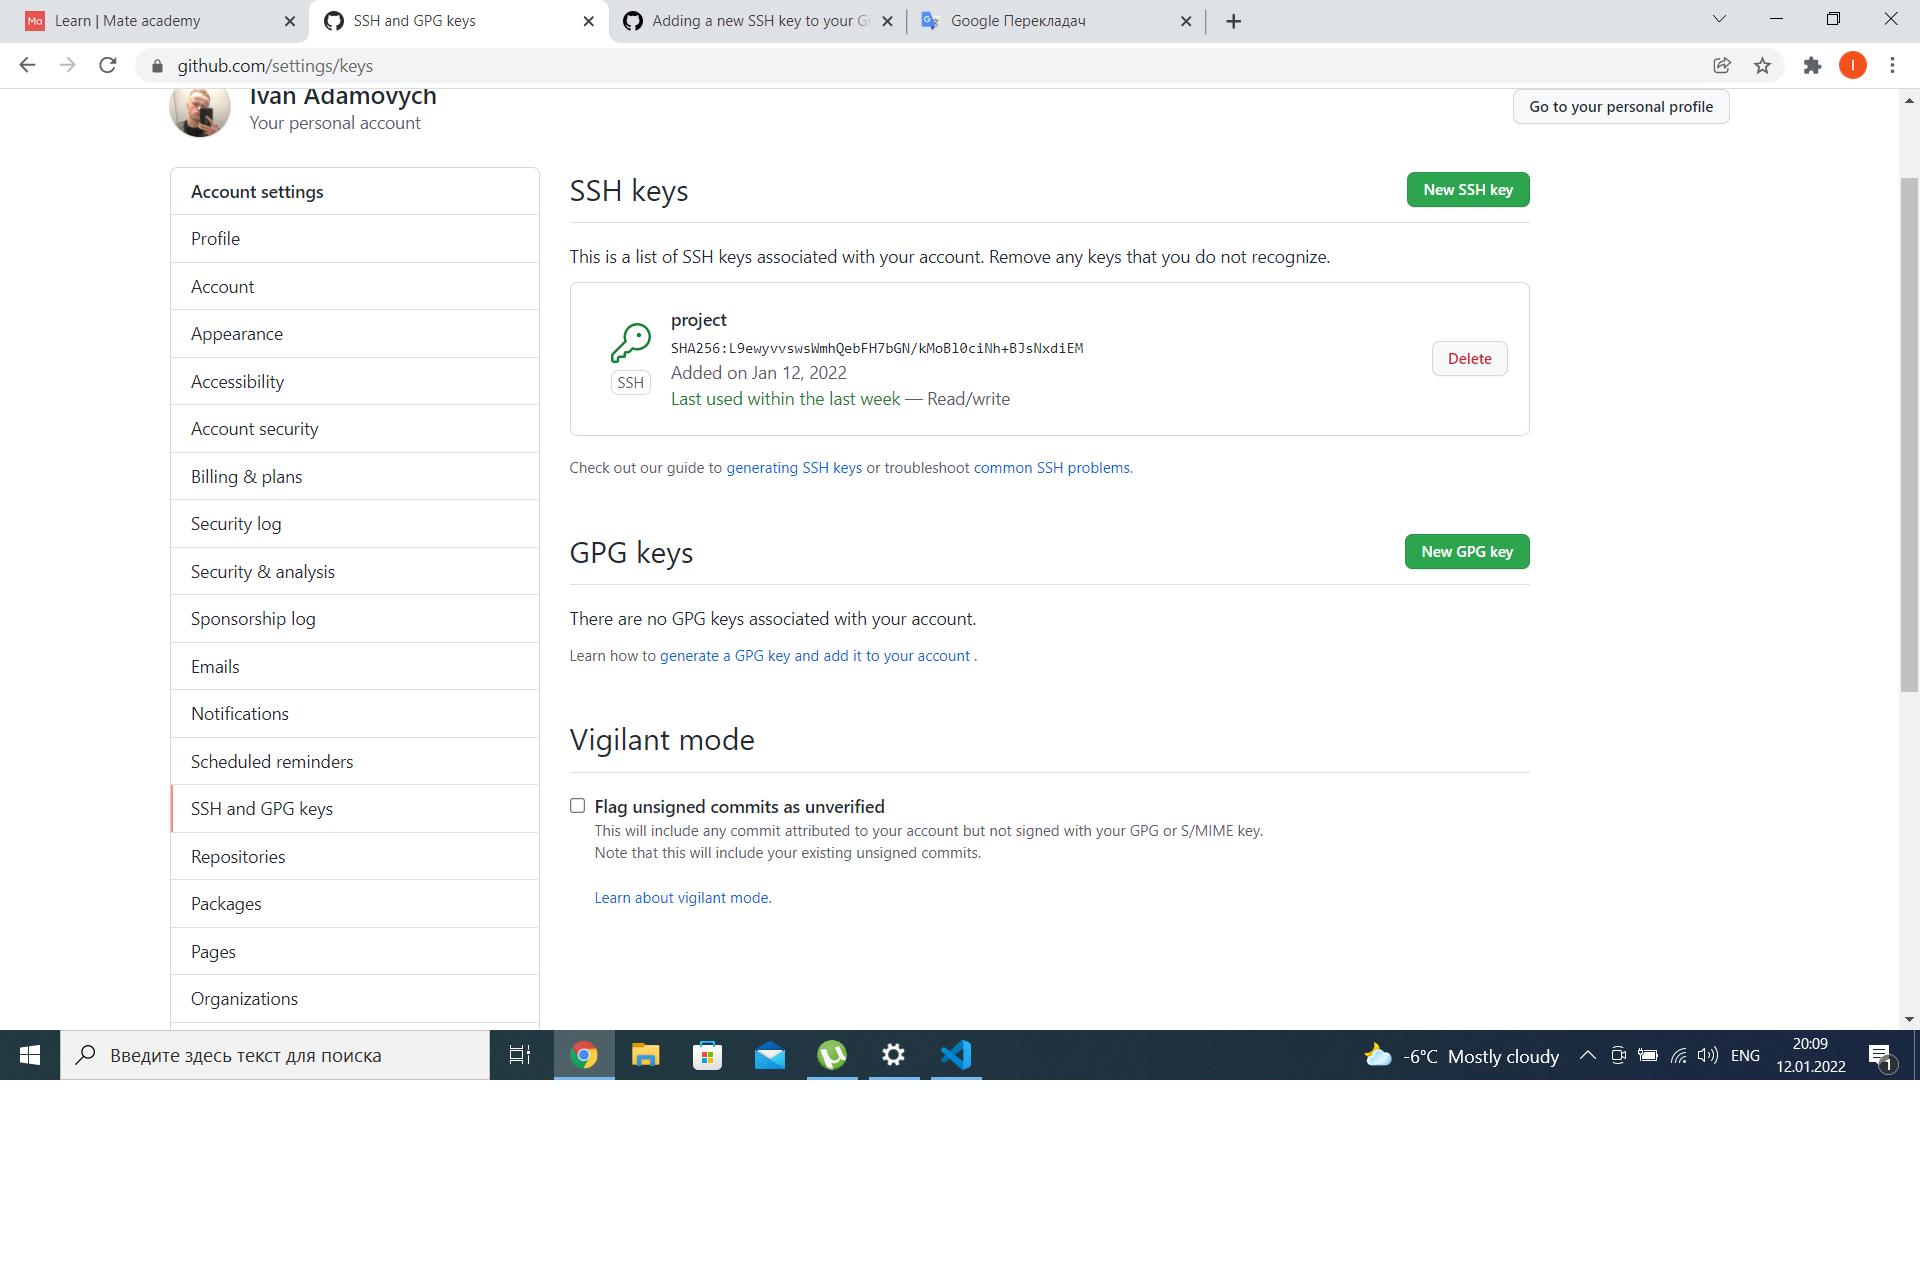 Ma Learn | Mate academy
SSH and GPG keys
Adding a new SSH key to your Gi
Google Перекладач
github.com/settings/keys
I
Ivan Adamovych
Your personal account
Go to your personal profile
Account settings
Profile
Account
Appearance
Accessibility
Account security
Billing & plans
Security log
Security & analysis
Sponsorship log
Emails
Notifications
Scheduled reminders
SSH and GPG keys
Repositories
Packages
Pages
Organizations
SSH keys
New SSH key
This is a list of SSH keys associated with your account. Remove any keys that you do not recognize.
project
SHA256:L9ewyvvswsWmhQebFH7bGN/kMoBl0ciNh+BJsNxdiEM
SSH
Added on Jan 12, 2022
Last used within the last week — Read/write
Delete
Check out our guide to generating SSH keys or troubleshoot common SSH problems.
GPG keys
New GPG key
There are no GPG keys associated with your account.
Learn how to generate a GPG key and add it to your account .
Vigilant mode
Flag unsigned commits as unverified
This will include any commit attributed to your account but not signed with your GPG or S/MIME key.
Note that this will include your existing unsigned commits.
Learn about vigilant mode.
Введите здесь текст для поиска
-6°C Mostly cloudy
ENG
20:09
12.01.2022
1